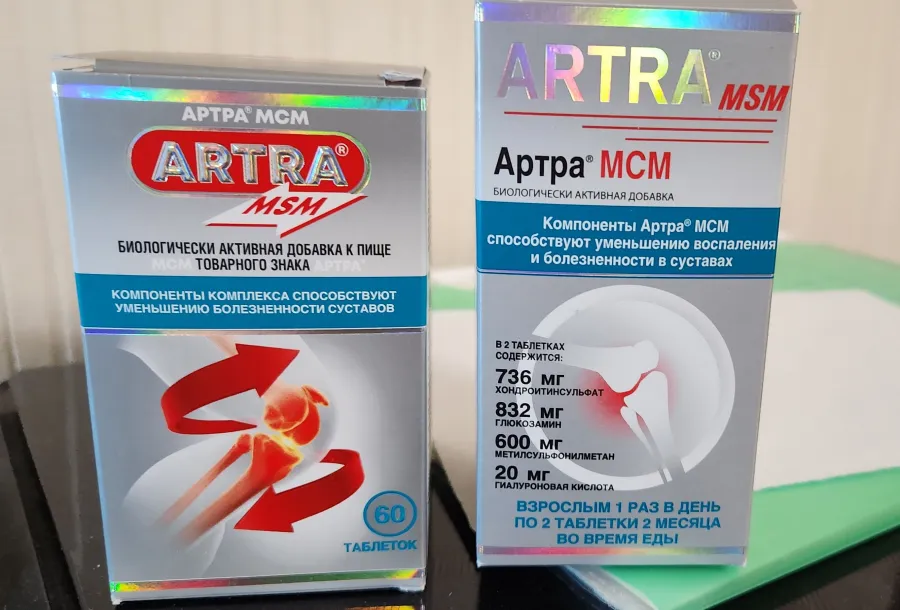 АРТРА® МСМ
ARTRA®
MSM
БИОЛОГИЧЕСКИ АКТИВНАЯ ДОБАВКА К ПИЩЕ
МСМ ТОВАРНОГО ЗНАКА АРТРА
КОМПОНЕНТЫ КОМПЛЕКСА СПОСОБСТВУЮТ
УМЕНЬШЕНИЮ БОЛЕЗНЕННОСТИ СУСТАВОВ
60
ТАБЛЕТОК
ARTRA®
MSM
Артра® МСМ
БИОЛОГИЧЕСКИ АКТИВНАЯ ДОБАВКА
Компоненты Артра® МСМ
способствуют уменьшению воспаления
и болезненности в суставах
В 2 ТАБЛЕТКАХ
СОДЕРЖИТСЯ:
736 мг
ХОНДРОИТИНСУЛЬФАТ
832 мг
ГЛЮКОЗАМИН
600 мг
МЕТИЛСУЛЬФОНИЛМЕТАН
20 мг
ГИАЛУРОНОВАЯ КИСЛОТА
ВЗРОСЛЫМ 1 РАЗ В ДЕНЬ
ПО 2 ТАБЛЕТКИ 2 МЕСЯЦА
ВО ВРЕМЯ ЕДЫ